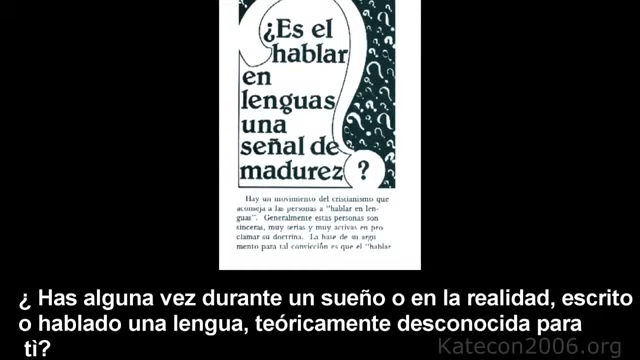 ¿Es el
hablar
en
lenguas
una
señal de
madurez ?
Hay un movimiento del cristianismo que
aconseja a las personas a "hablar en len-
guas". Generalmente estas personas son
sinceras, muy serias y muy activas en pro
clamar su doctrina. La base de su argu
mento para tal convicción es que el "hablar
¿ Has alguna vez durante un sueño o en la realidad, escrito
o hablado una lengua, teóricamente desconocida para
tì?
Katecon2006.org